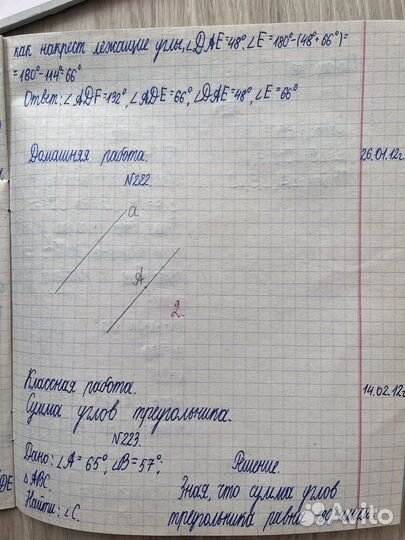 как накрест лежащие углы, ∠DAE=48°. ∠E=180°-(48°+66°)=
=180°-114°=66°
Ответ: ∠ADF=132°, ∠ADE=66°, ∠DAE=48°, ∠E=66°
Домашняя работа.
26.01.12г
N222.
a
A
2
Классная работа.
14.02.12г
Сумма углов треугольника.
N223.
Дано: ∠A=65°, ∠B=57°;
Решение.
△ABC.
Зная, что сумма углов
Найти: ∠C.
треугольника равна
DE
Avito